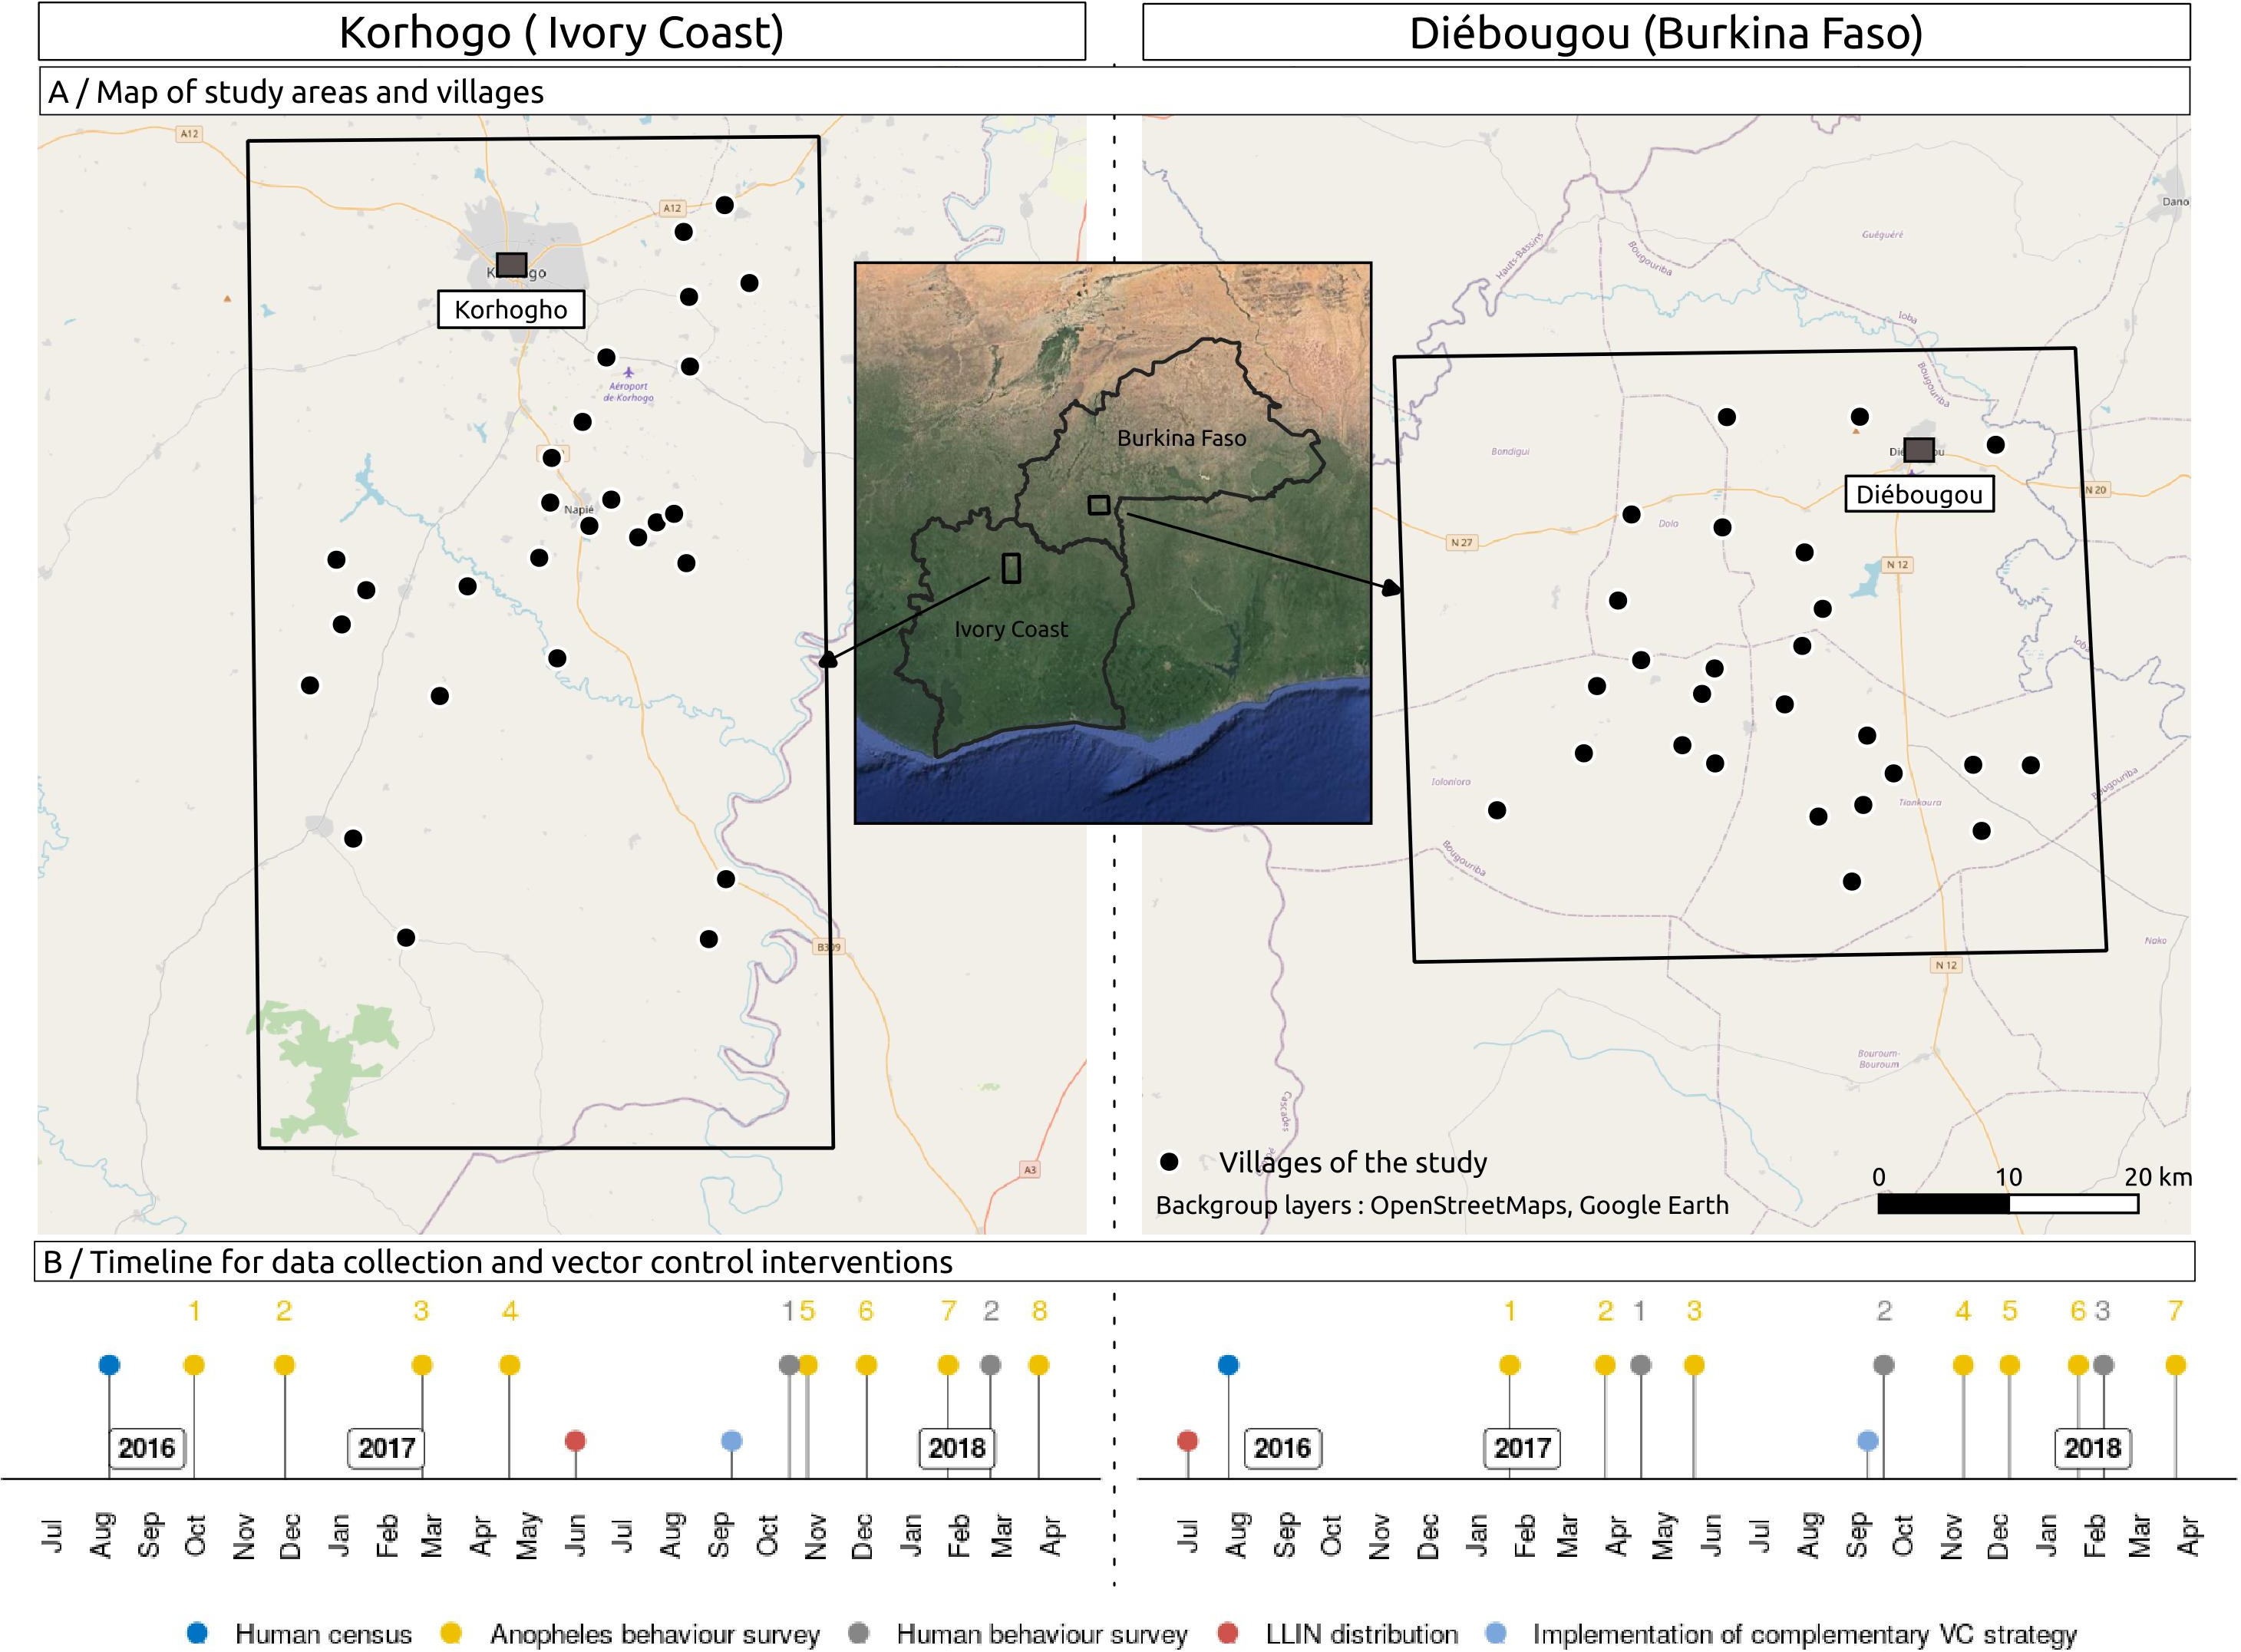 Korhogo ( Ivory Coast)
Diébougou (Burkina Faso)
A / Map of study areas and villages
A12
A12
Korhogho
Aéroport
de Korhogo
Napié
B309
A3
Burkina Faso
Ivory Coast
Dano
Guéguéré
Hauts-Bassins
Bougouriba
Ioba
Bougouriba
Bondigui
Diébougou
N 20
Dolo
N 27
N 12
Ioba
Iolonioro
Tiankoura
Bougouriba
Bougouriba
Nako
N 12
Bouroum-
Bouroum
Cascades
Villages of the study
Backgroup layers : OpenStreetMaps, Google Earth
0 10 20 km
B / Timeline for data collection and vector control interventions
1 2 3 4 1 5 6 7 2 8
1 2 1 3 2 4 5 6 3 7
2016 2017 2018
2016 2017 2018
Jul Aug Sep Oct Nov Dec Jan Feb Mar Apr May Jun Jul Aug Sep Oct Nov Dec Jan Feb Mar Apr
Jul Aug Sep Oct Nov Dec Jan Feb Mar Apr May Jun Jul Aug Sep Oct Nov Dec Jan Feb Mar Apr
Human census Anopheles behaviour survey Human behaviour survey LLIN distribution Implementation of complementary VC strategy